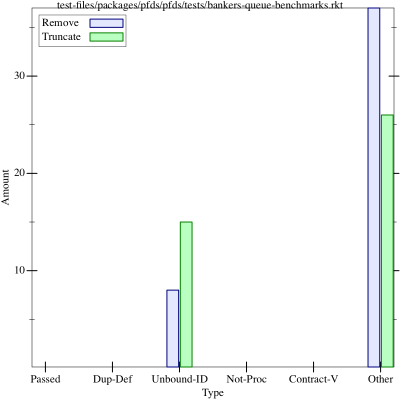 test-files/packages/pfds/pfds/tests/bankers-queue-benchmarks.rkt
Remove
Truncate
30
20
10
Amount
Passed Dup-Def Unbound-ID Not-Proc Contract-V Other
Type